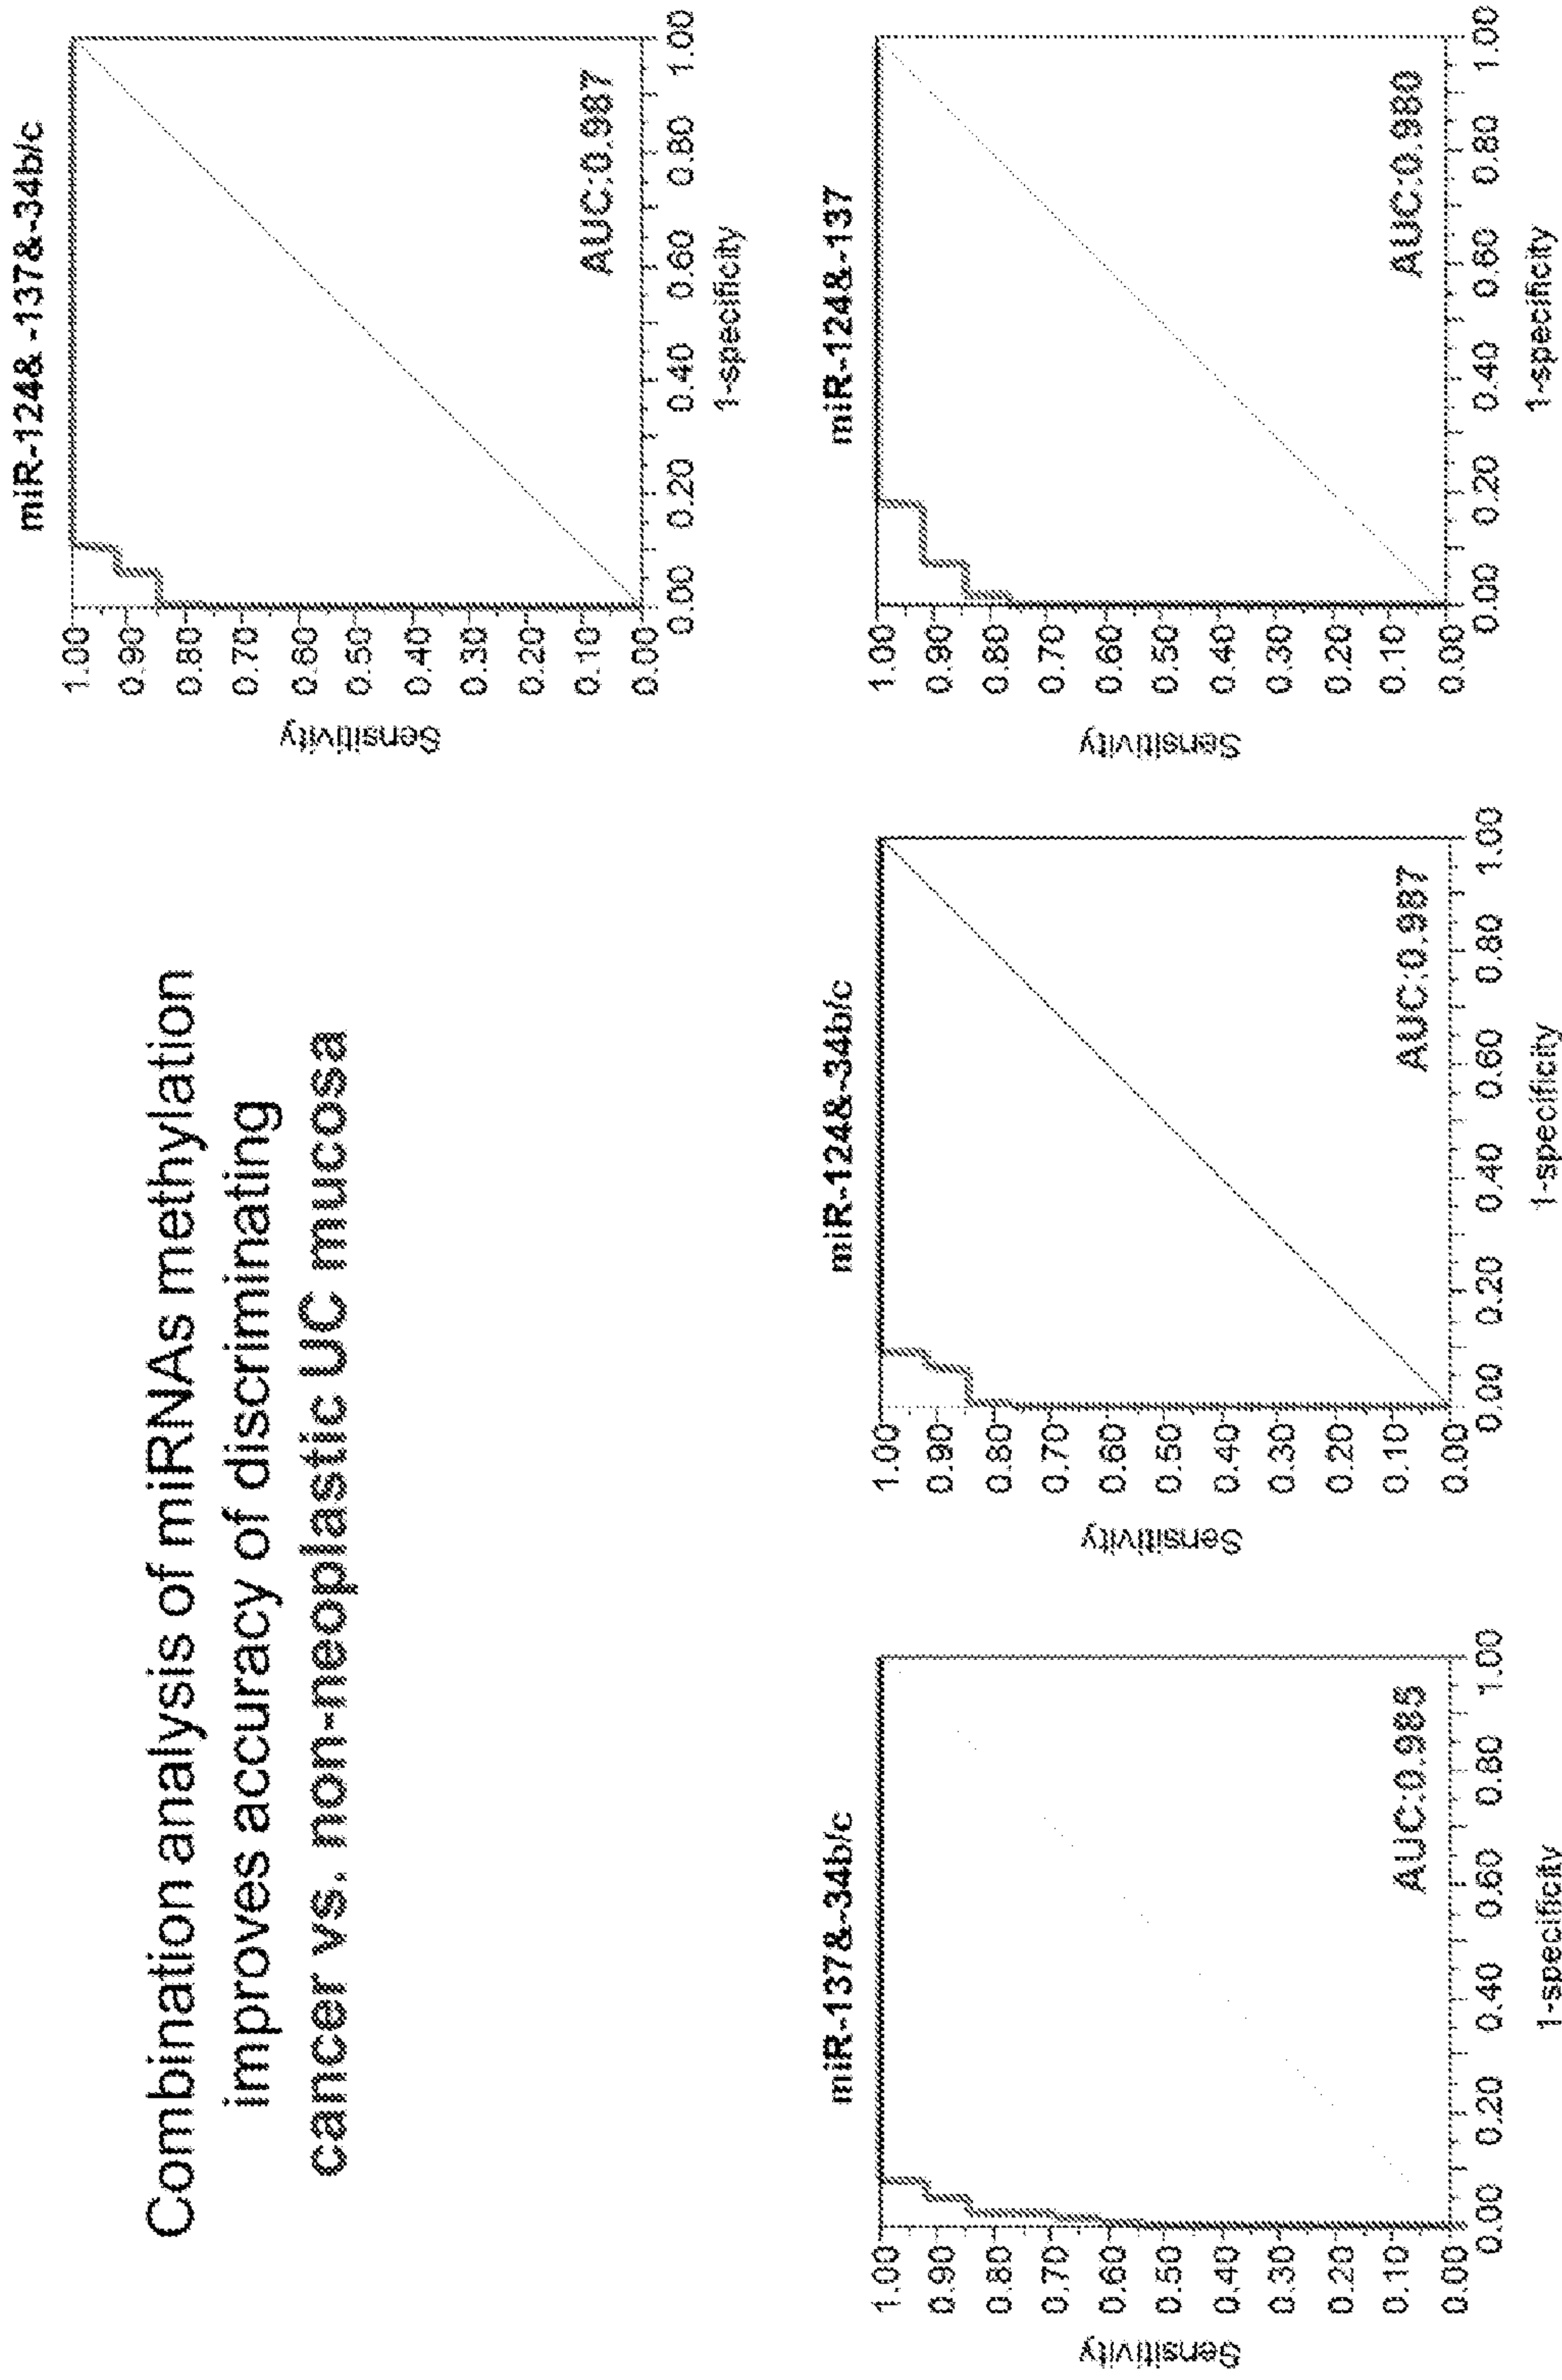 Combination analysis of miRNAs methylation
improves accuracy of discriminating
cancer vs. non-neoplastic UC mucosa
miR-124& -137&-34b/c
Sensitivity
1.00
0.90
0.80
0.70
0.60
0.50
0.40
0.30
0.20
0.10
0.00
AUC:0.987
0.00 0.20 0.40 0.60 0.80 1.00
1-specificity
miR-137&-34b/c
Sensitivity
1.00
0.90
0.80
0.70
0.60
0.50
0.40
0.30
0.20
0.10
0.00
AUC:0.985
0.00 0.20 0.40 0.60 0.80 1.00
1-specificity
miR-124&-34b/c
Sensitivity
1.00
0.90
0.80
0.70
0.60
0.50
0.40
0.30
0.20
0.10
0.00
AUC:0.987
0.00 0.20 0.40 0.60 0.80 1.00
1-specificity
miR-124&-137
Sensitivity
1.00
0.90
0.80
0.70
0.60
0.50
0.40
0.30
0.20
0.10
0.00
AUC:0.980
0.00 0.20 0.40 0.60 0.80 1.00
1-specificity